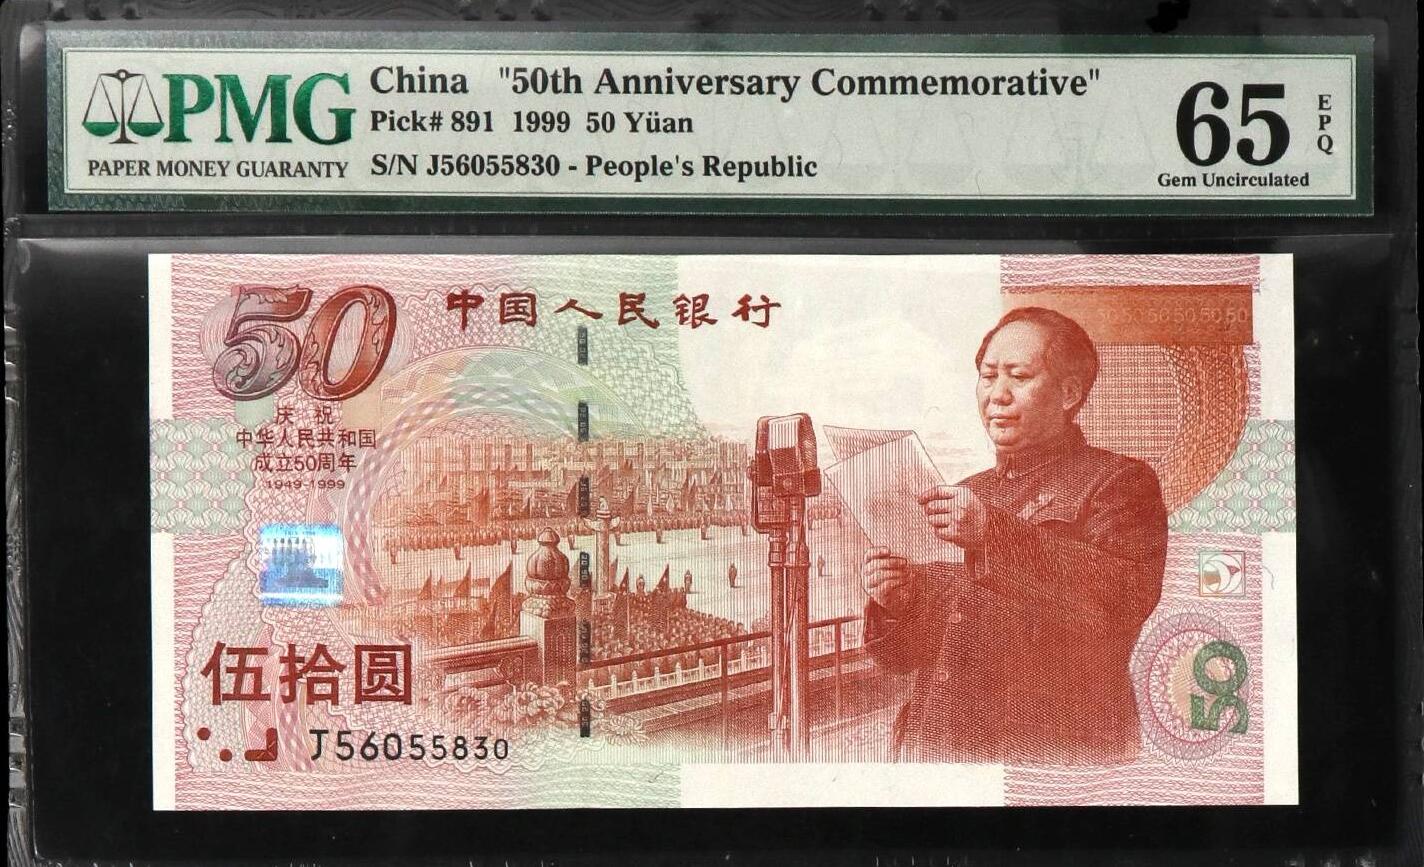 PMG
PAPER MONEY GUARANTY
China "50th Anniversary Commemorative"
Pick# 891 1999 50 Yüan
S/N J56055830 - People's Republic
65
EPQ
Gem Uncirculated
50
中国人民银行
庆祝
中华人民共和国
成立50周年
1949-1999
伍拾圆
J56055830
50